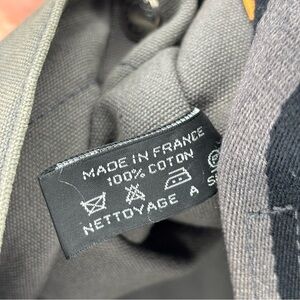 MADE IN FRANCE
100% COTON
NETTOYAGE A S